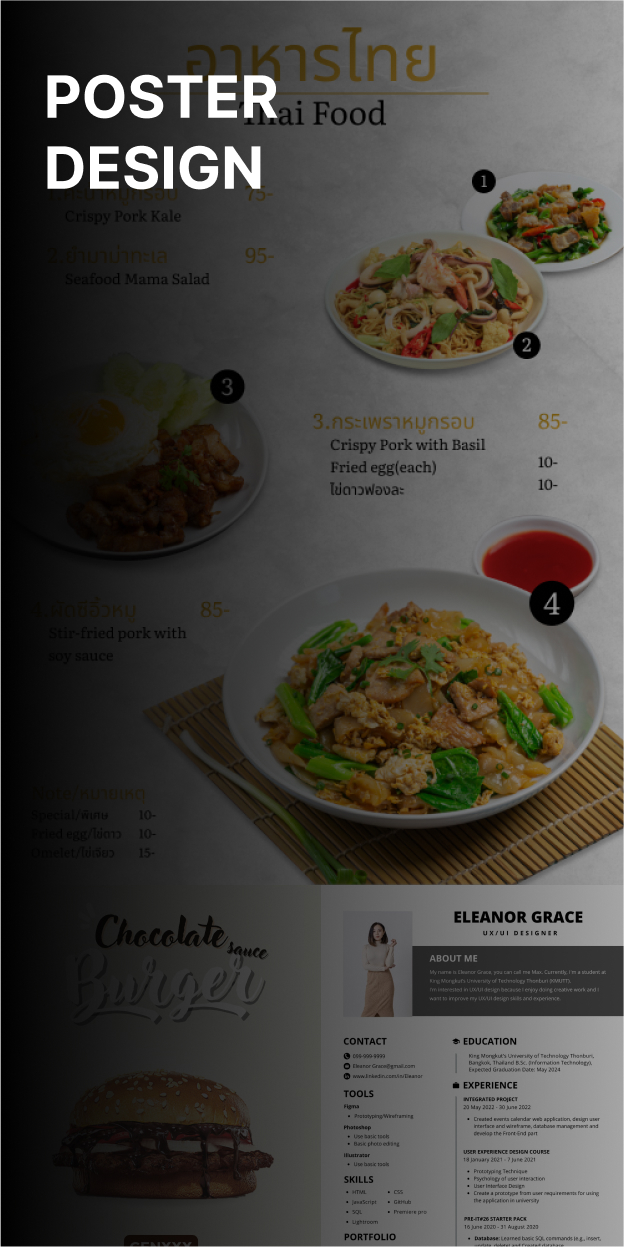 POSTER
DESIGN
อาหารไทย
Thai Food
75-
Crispy Pork Kale
2.ยำมาม่าทะเล
95-
Seafood Mama Salad
1
2
3
3.กระเพราหมูกรอบ
85-
Crispy Pork with Basil
Fried egg(each)
10-
ไข่ดาวฟองละ
10-
4
85-
Stir-fried pork with
soy sauce
พิเศษ/หมายเหตุ
Special/พิเศษ 10-
Fried egg/ไข่ดาว 10-
Omelet/ไข่เจียว 15-
Chocolate
sauce
Burger
ELEANOR GRACE
UX/UI DESIGNER
ABOUT ME
My name is Eleanor Grace, you can call me Max. Currently, I'm a student at
King Mongkut's University of Technology Thonburi (KMUTT).
I'm interested in UX/UI design because I enjoy doing creative work and I
want to improve my UX/UI design skills and experience.
CONTACT
099-999-9999
Eleanor-Grace@gmail.com
www.linkedin.com/in/Eleanor
TOOLS
Figma
Prototyping/Wireframing
Photoshop
Use basic tools
Basic photo editing
Illustrator
Use basic tools
SKILLS
HTML
CSS
JavaScript
GitHub
SQL
Premiere pro
Lightroom
PORTFOLIO
EDUCATION
King Mongkut's University of Technology Thonburi,
Bangkok, Thailand B.Sc. (Information Technology),
Expected Graduation Date: May 2024
EXPERIENCE
INTEGRATED PROJECT
20 May 2022 - 30 June 2022
Created events calendar web application, design user
interface and wireframe, database management and
develop the Front-End part
USER EXPERIENCE DESIGN COURSE
18 January 2021 - 7 June 2021
Prototyping Technique
Psychology of user interaction
User Interface Design
Create a prototype from user requirements for using
the application in university
PRE-IT#26 STARTER PACK
16 June 2020 - 31 August 2020
Database: Learned basic SQL commands (e.g., insert,